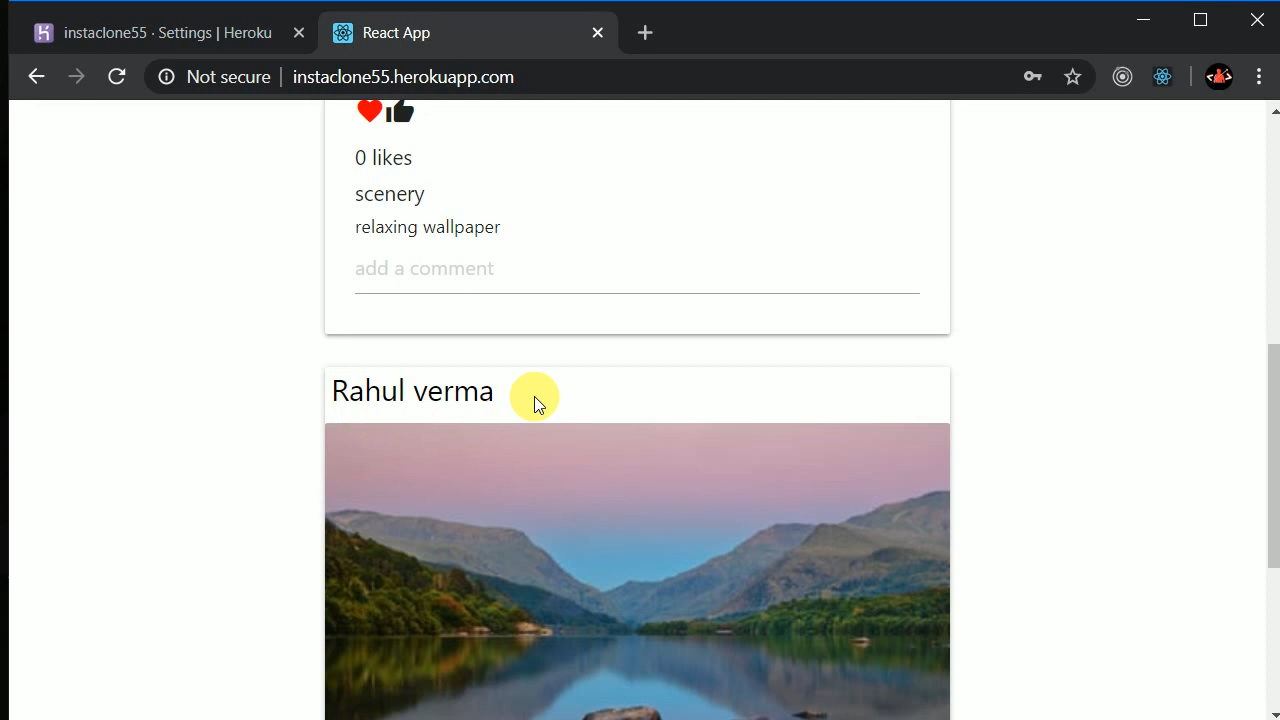 instaclone55 · Settings | Heroku
React App
Not secure
instaclone55.herokuapp.com
0 likes
scenery
relaxing wallpaper
add a comment
Rahul verma